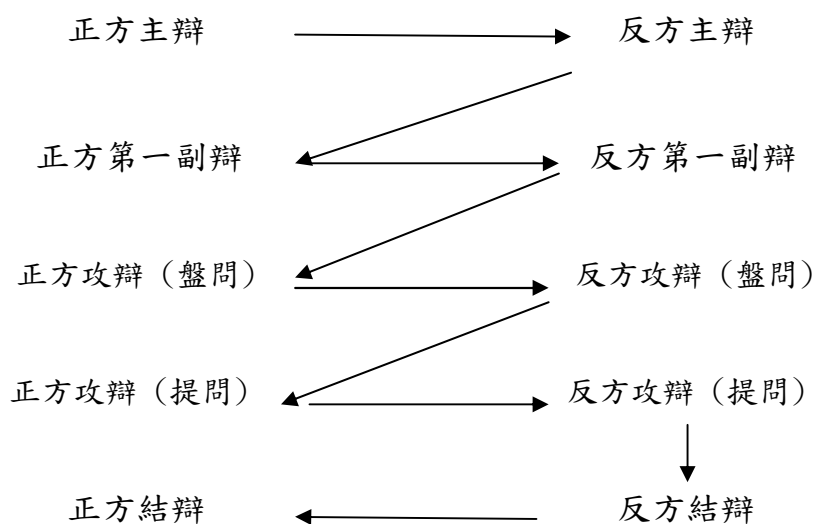 正方主辯 反方主辯
正方第一副辯 反方第一副辯
正方攻辯（盤問） 反方攻辯（盤問）
正方攻辯（提問） 反方攻辯（提問）
正方結辯 反方結辯